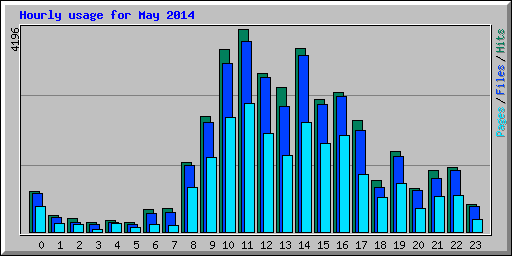 Hourly usage for May 2014
4196
Pages/Files/Hits
0 1 2 3 4 5 6 7 8 9 10 11 12 13 14 15 16 17 18 19 20 21 22 23